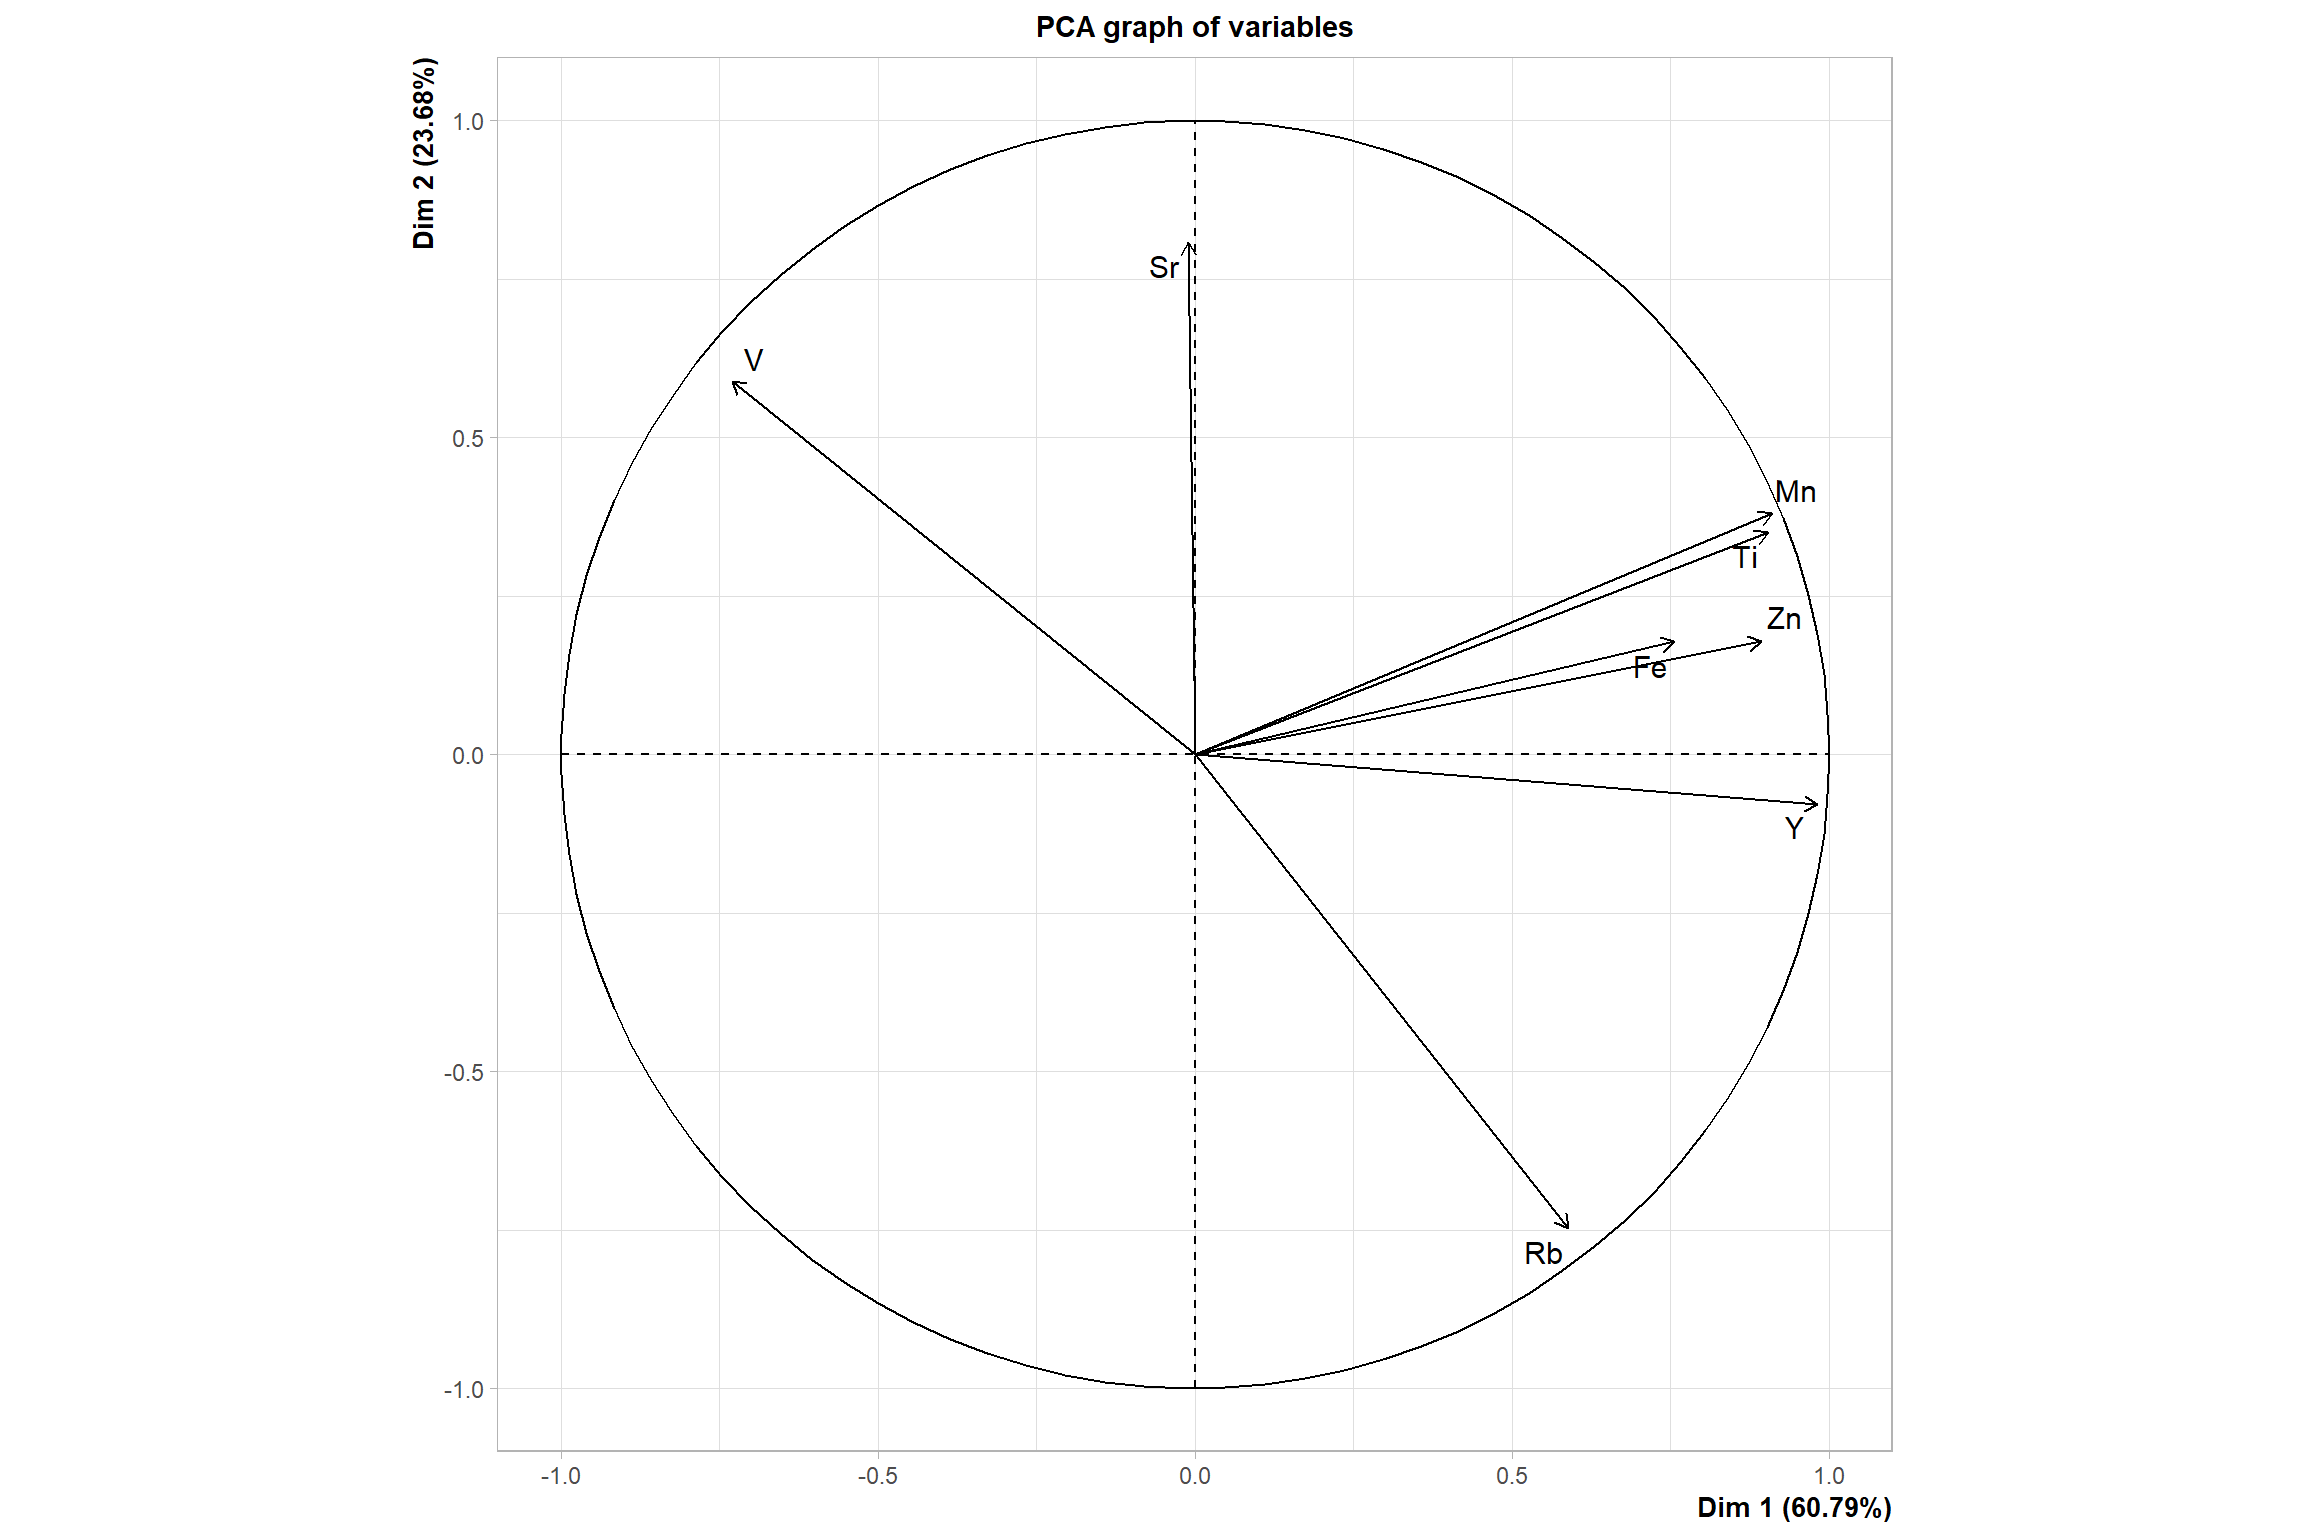 PCA graph of variables
Dim 2 (23.68%)
1.0
Sr
V
0.5
Mn
Ti
Zn
Fe
0.0
Y
-0.5
Rb
-1.0
-1.0 -0.5 0.0 0.5 1.0
Dim 1 (60.79%)